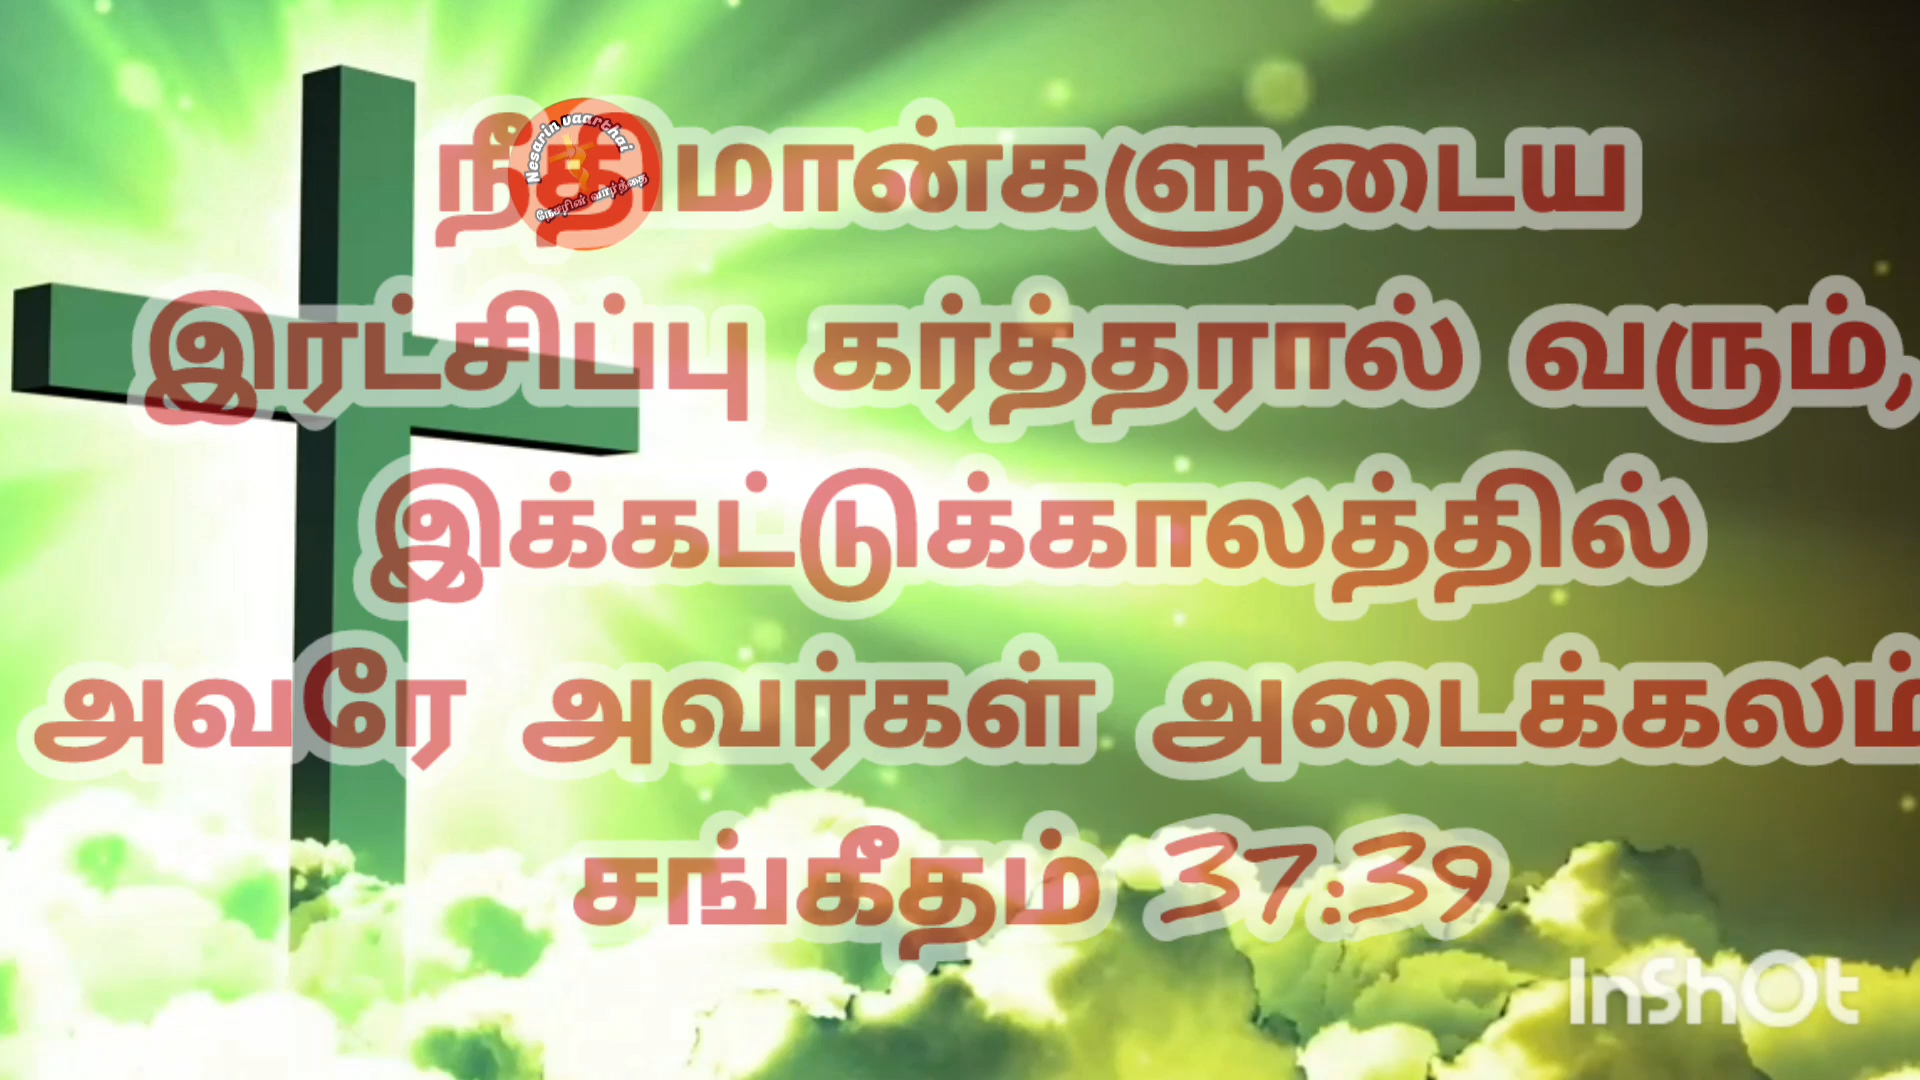 Nesarin vaarthai
நேசரின் வார்த்தை
நீதிமான்களுடைய
இரட்சிப்பு கர்த்தரால் வரும்,
இக்கட்டுக்காலத்தில்
அவரே அவர்கள் அடைக்கலம்
சங்கீதம் 37:39
InShOt